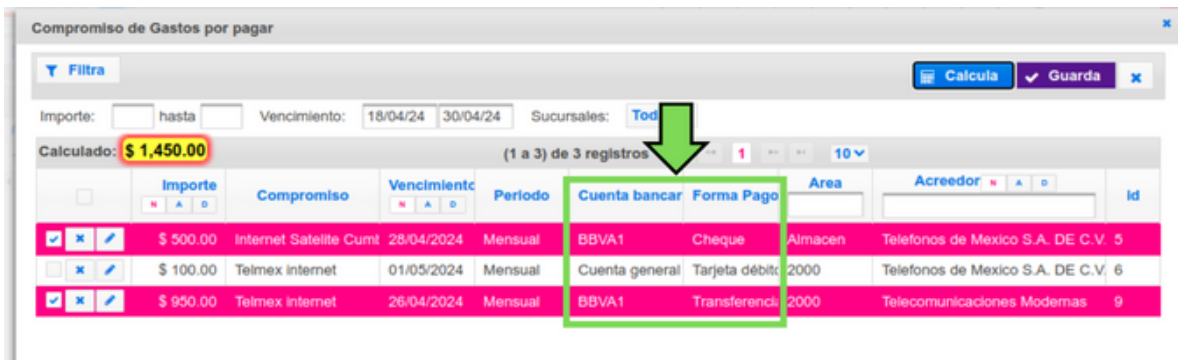 Compromiso de Gastos por pagar
Filtra
Calcula
Guarda
Importe: hasta Vencimiento: 18/04/24 30/04/24 Sucursales: Tod
Calculado: $ 1,450.00 (1 a 3) de 3 registros 1 10
Importe Compromiso Vencimiento Periodo Cuenta bancar Forma Pago Area Acreedor N A D Id
N A D N A D
$ 500.00 Internet Satelite Cumb 28/04/2024 Mensual BBVA1 Cheque Almacen Telefonos de Mexico S.A. DE C.V. 5
$ 100.00 Telmex internet 01/05/2024 Mensual Cuenta general Tarjeta débito 2000 Telefonos de Mexico S.A. DE C.V. 6
$ 950.00 Telmex internet 26/04/2024 Mensual BBVA1 Transferencia 2000 Telecomunicaciones Modernas 9